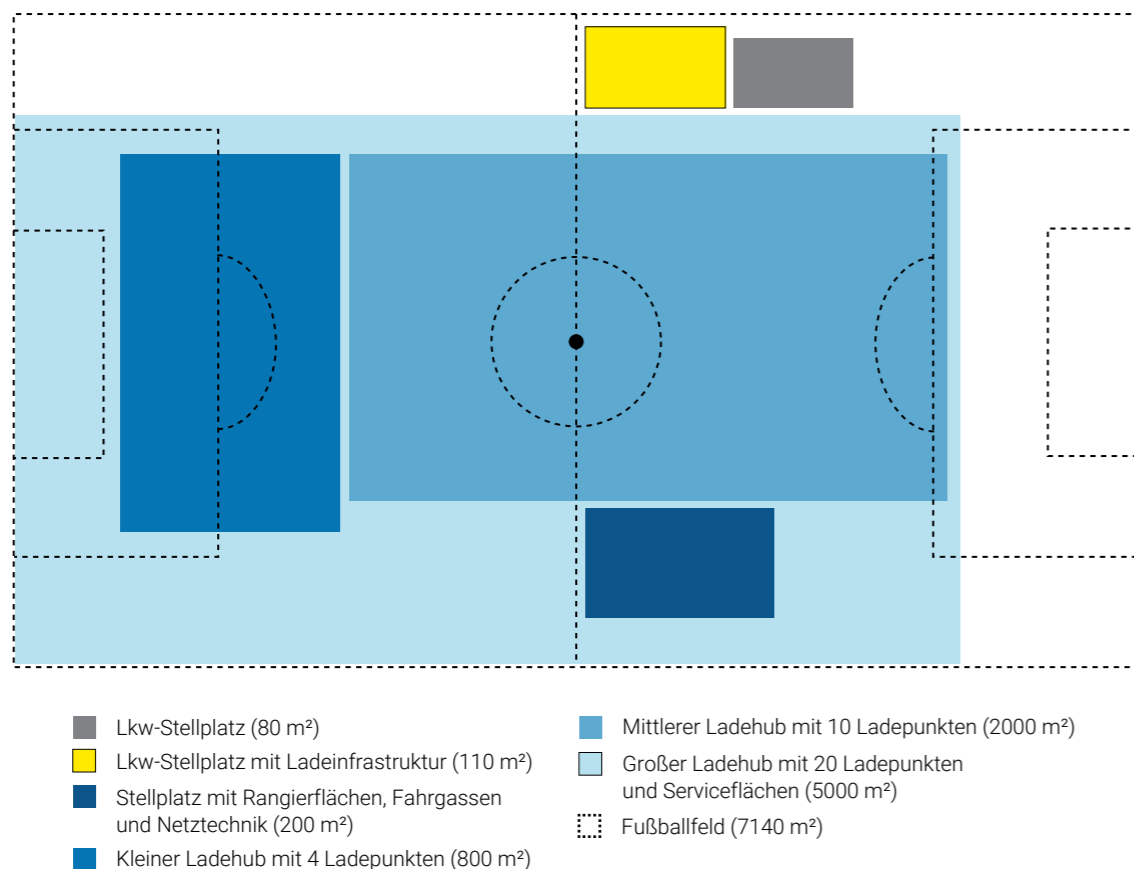 Lkw-Stellplatz (80 m²)
Lkw-Stellplatz mit Ladeinfrastruktur (110 m²)
Stellplatz mit Rangierflächen, Fahrgassen
und Netztechnik (200 m²)
Kleiner Ladehub mit 4 Ladepunkten (800 m²)
Mittlerer Ladehub mit 10 Ladepunkten (2000 m²)
Großer Ladehub mit 20 Ladepunkten
und Serviceflächen (5000 m²)
Fußballfeld (7140 m²)